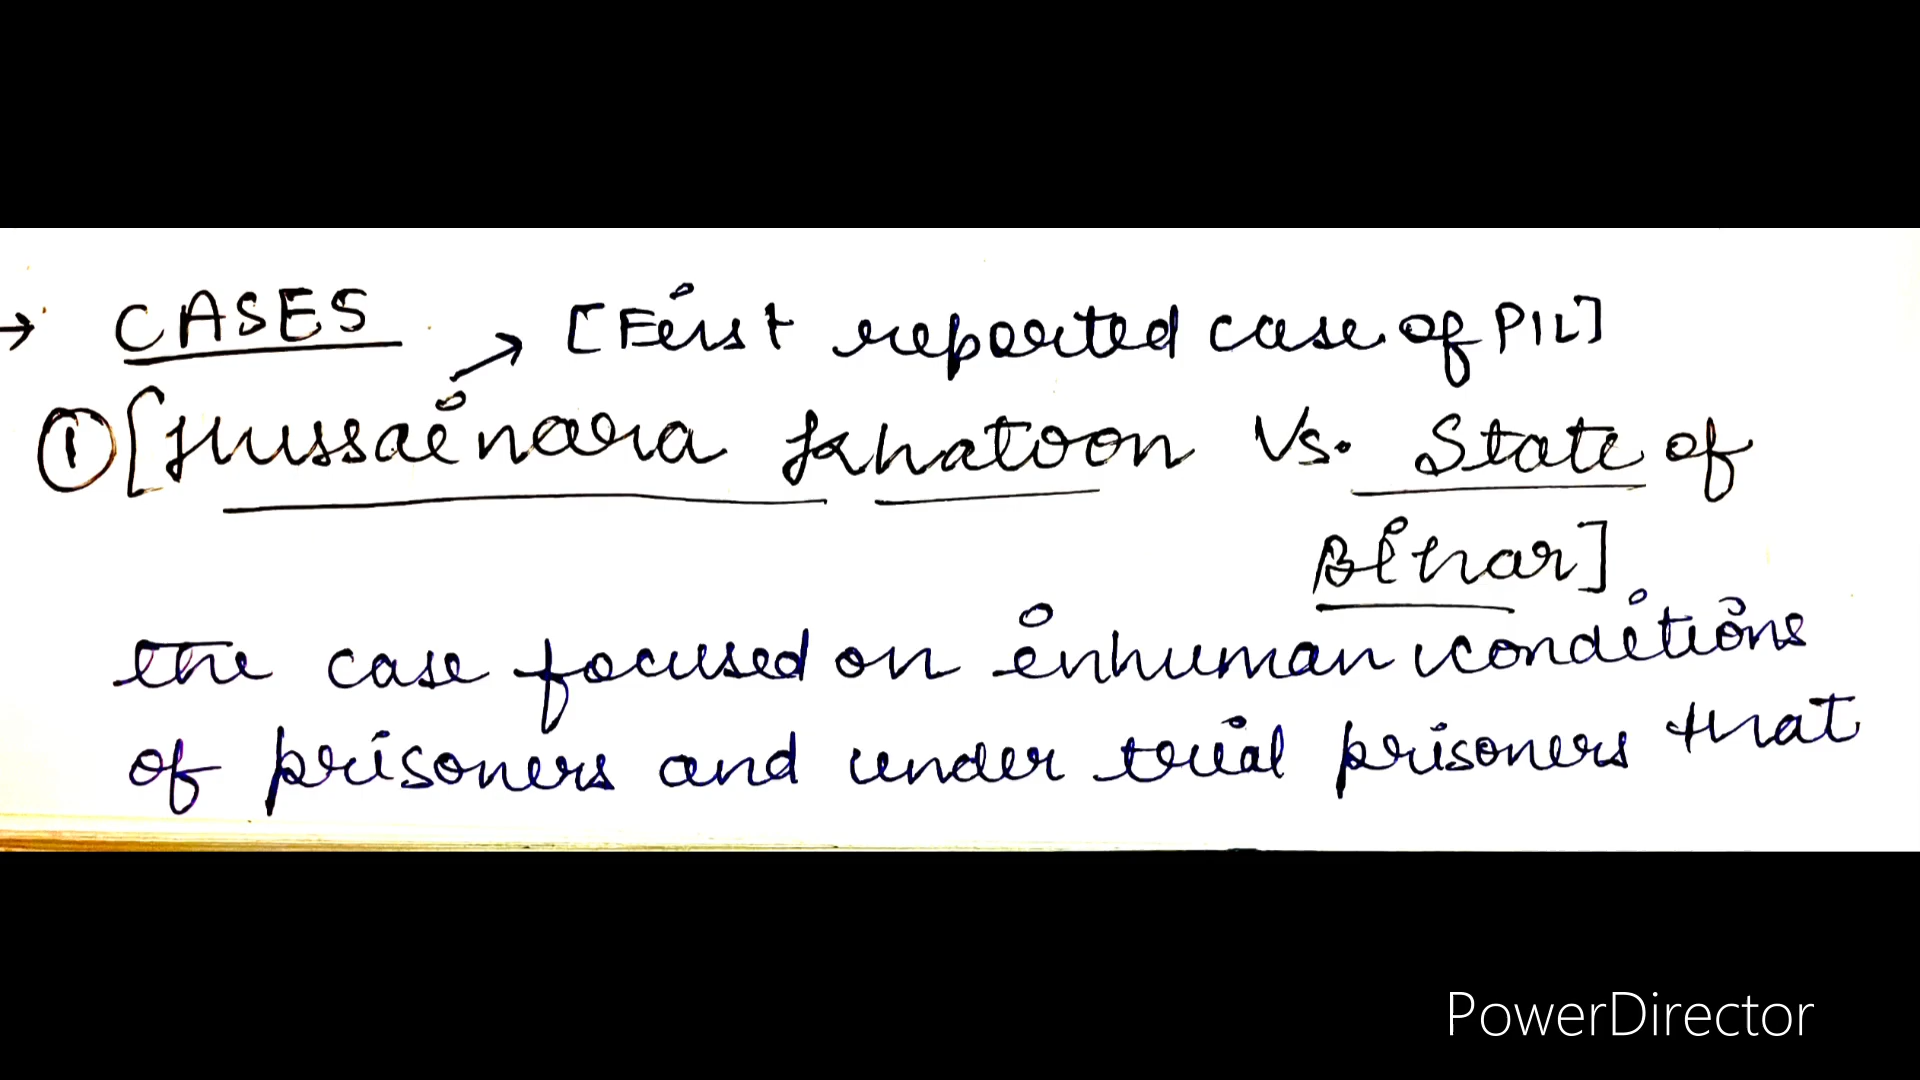 → CASES → [First reported case of PIL]
① [Hussainara Khatoon Vs. State of
Bihar]
the case focused on inhuman conditions
of prisoners and under trial prisoners that
PowerDirector